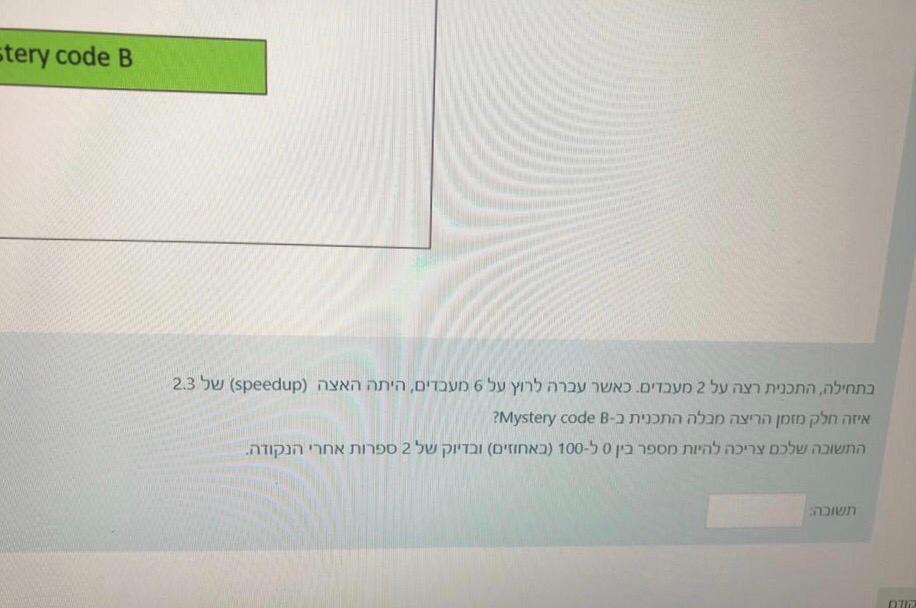 code B
בתחילה, התכנית רצה על 2 מעבדים. כאשר עברה לרוץ על 6 מעבדים, היתה האצה (speedup) של 2.3
איזה חלק מזמן הריצה מבלה התכנית ב-Mystery code B?
התשובה שלכם צריכה להיות מספר בין 0 ל-100 (באחוזים) ובדיוק של 2 ספרות אחרי הנקודה.
תשובה: